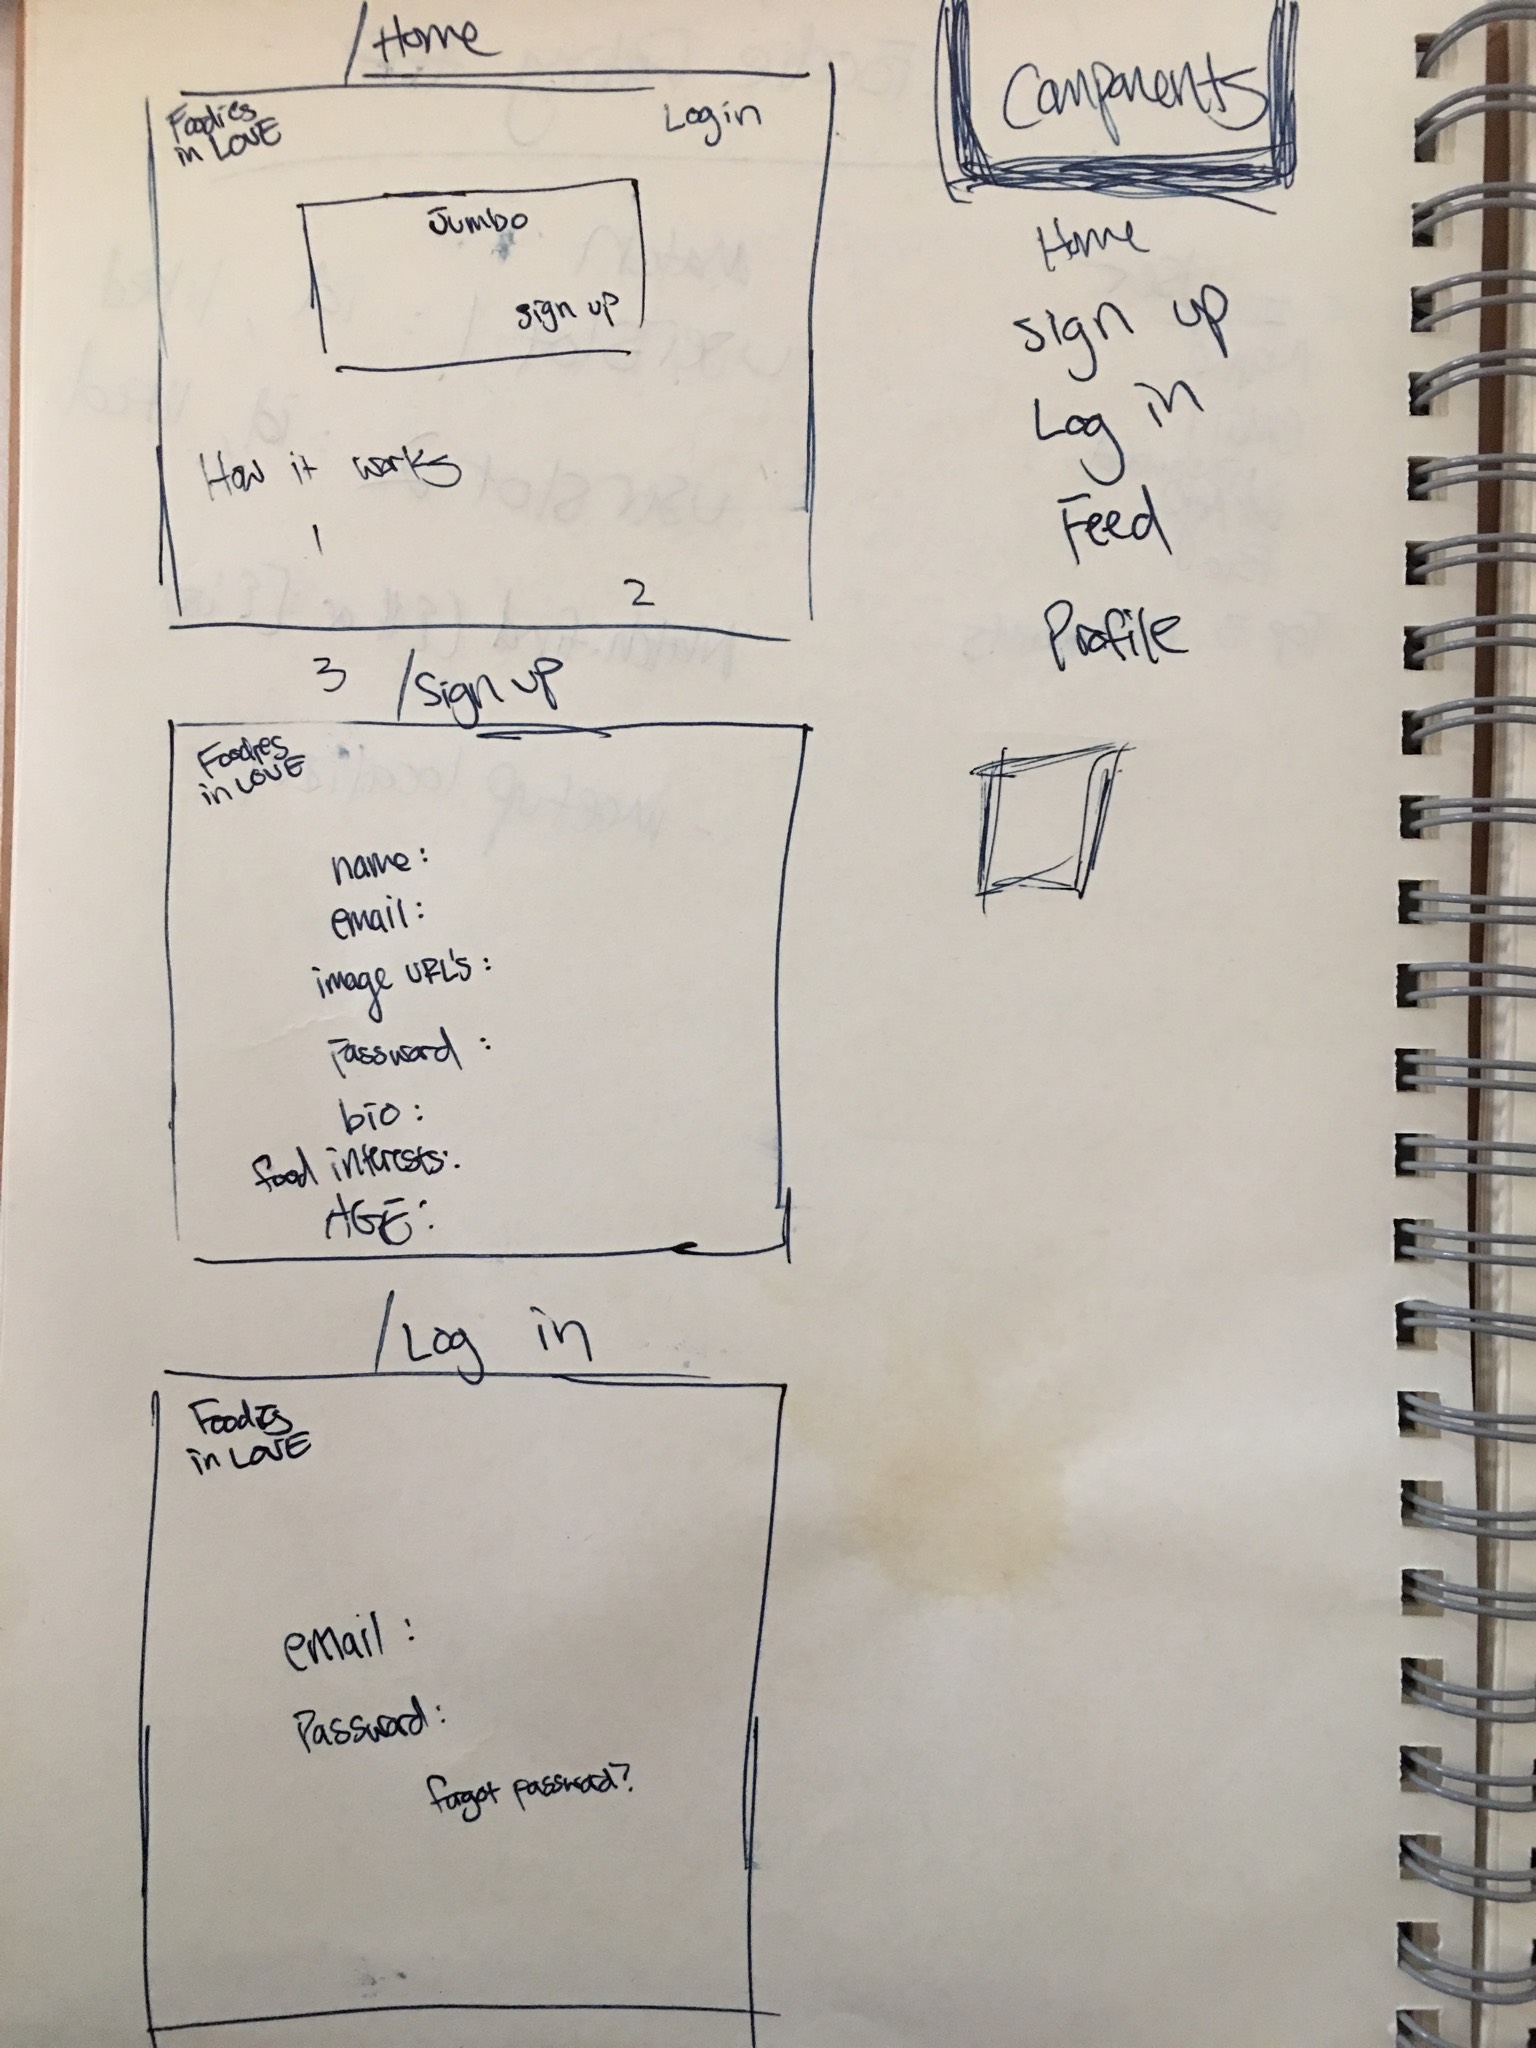 /Home
Foodies
in LOVE
Login
Jumbo
sign up
How it works
1
2
3
/Sign up
Foodies
in LOVE
name:
email:
image URL's:
Password:
bio:
food interests:
AGE:
/Log in
Foodies
in LOVE
email:
Password:
forgot password?
Components
Home
sign up
Log in
Feed
Profile